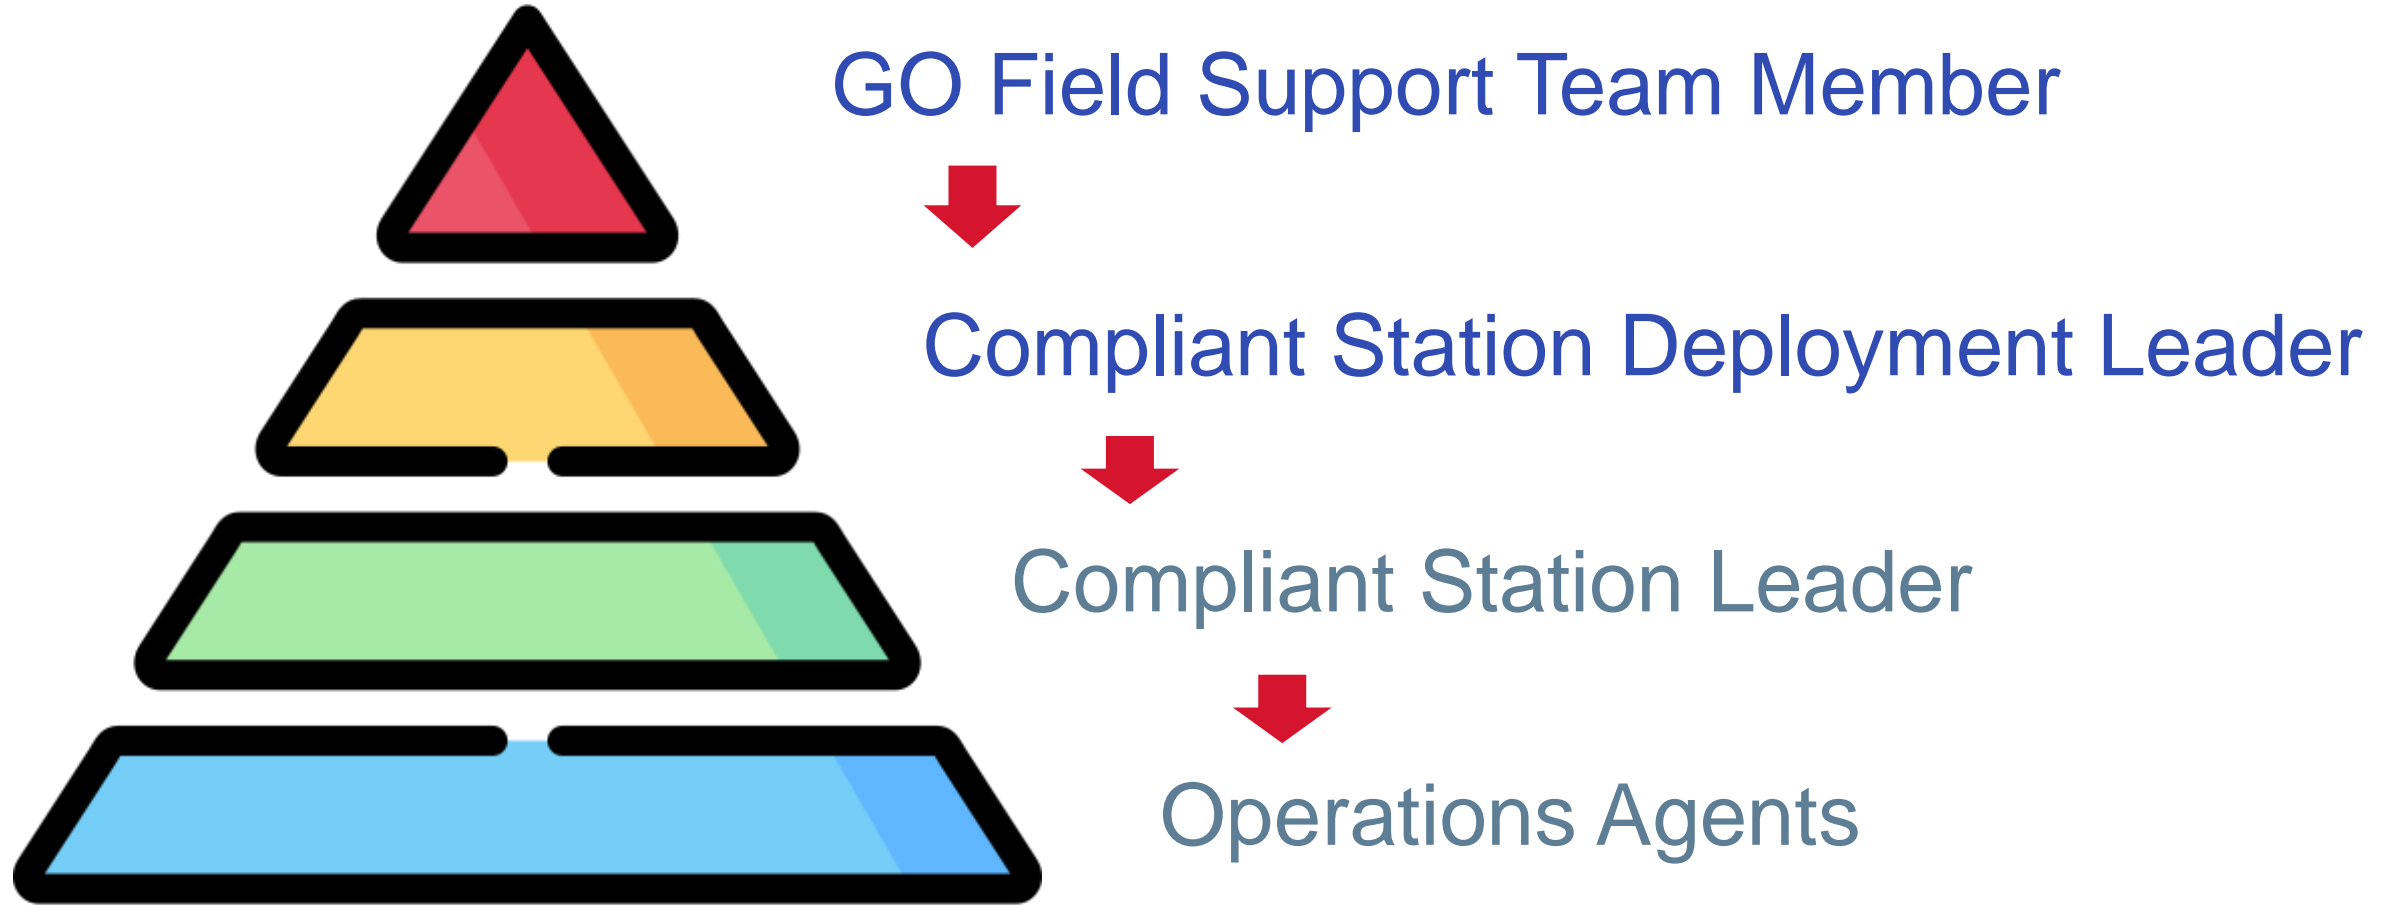 GO Field Support Team Member
Compliant Station Deployment Leader
Compliant Station Leader
Operations Agents